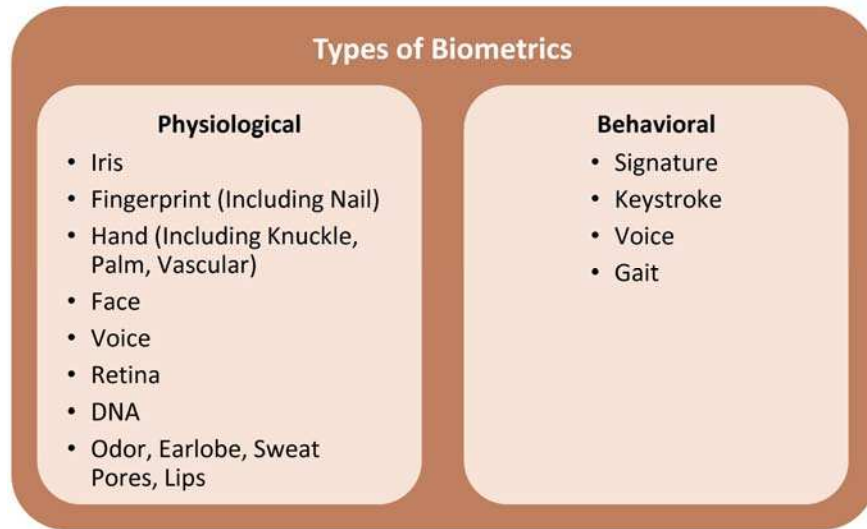 Types of Biometrics
Physiological
• Iris
• Fingerprint (Including Nail)
• Hand (Including Knuckle,
Palm, Vascular)
• Face
• Voice
• Retina
• DNA
• Odor, Earlobe, Sweat
Pores, Lips
Behavioral
• Signature
• Keystroke
• Voice
• Gait